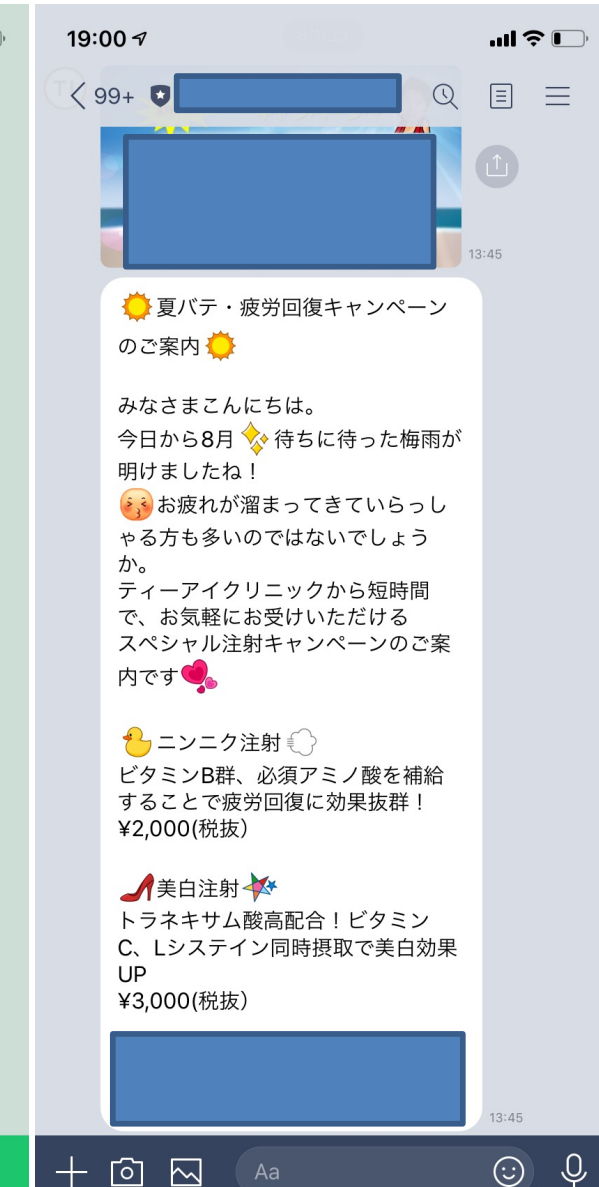 19:00
99+
13:45
夏バテ・疲労回復キャンペーン
のご案内
みなさまこんにちは。
今日から8月 待ちに待った梅雨が
明けましたね！
お疲れが溜まってきていらっし
ゃる方も多いのではないでしょう
か。
ティーアイクリニックから短時間
で、お気軽にお受けいただける
スペシャル注射キャンペーンのご案
内です
ニンニク注射
ビタミンB群、必須アミノ酸を補給
することで疲労回復に効果抜群！
¥2,000(税抜）
美白注射
トラネキサム酸高配合！ビタミン
C、Lシステイン同時摂取で美白効果
UP
¥3,000(税抜）
13:45
Aa